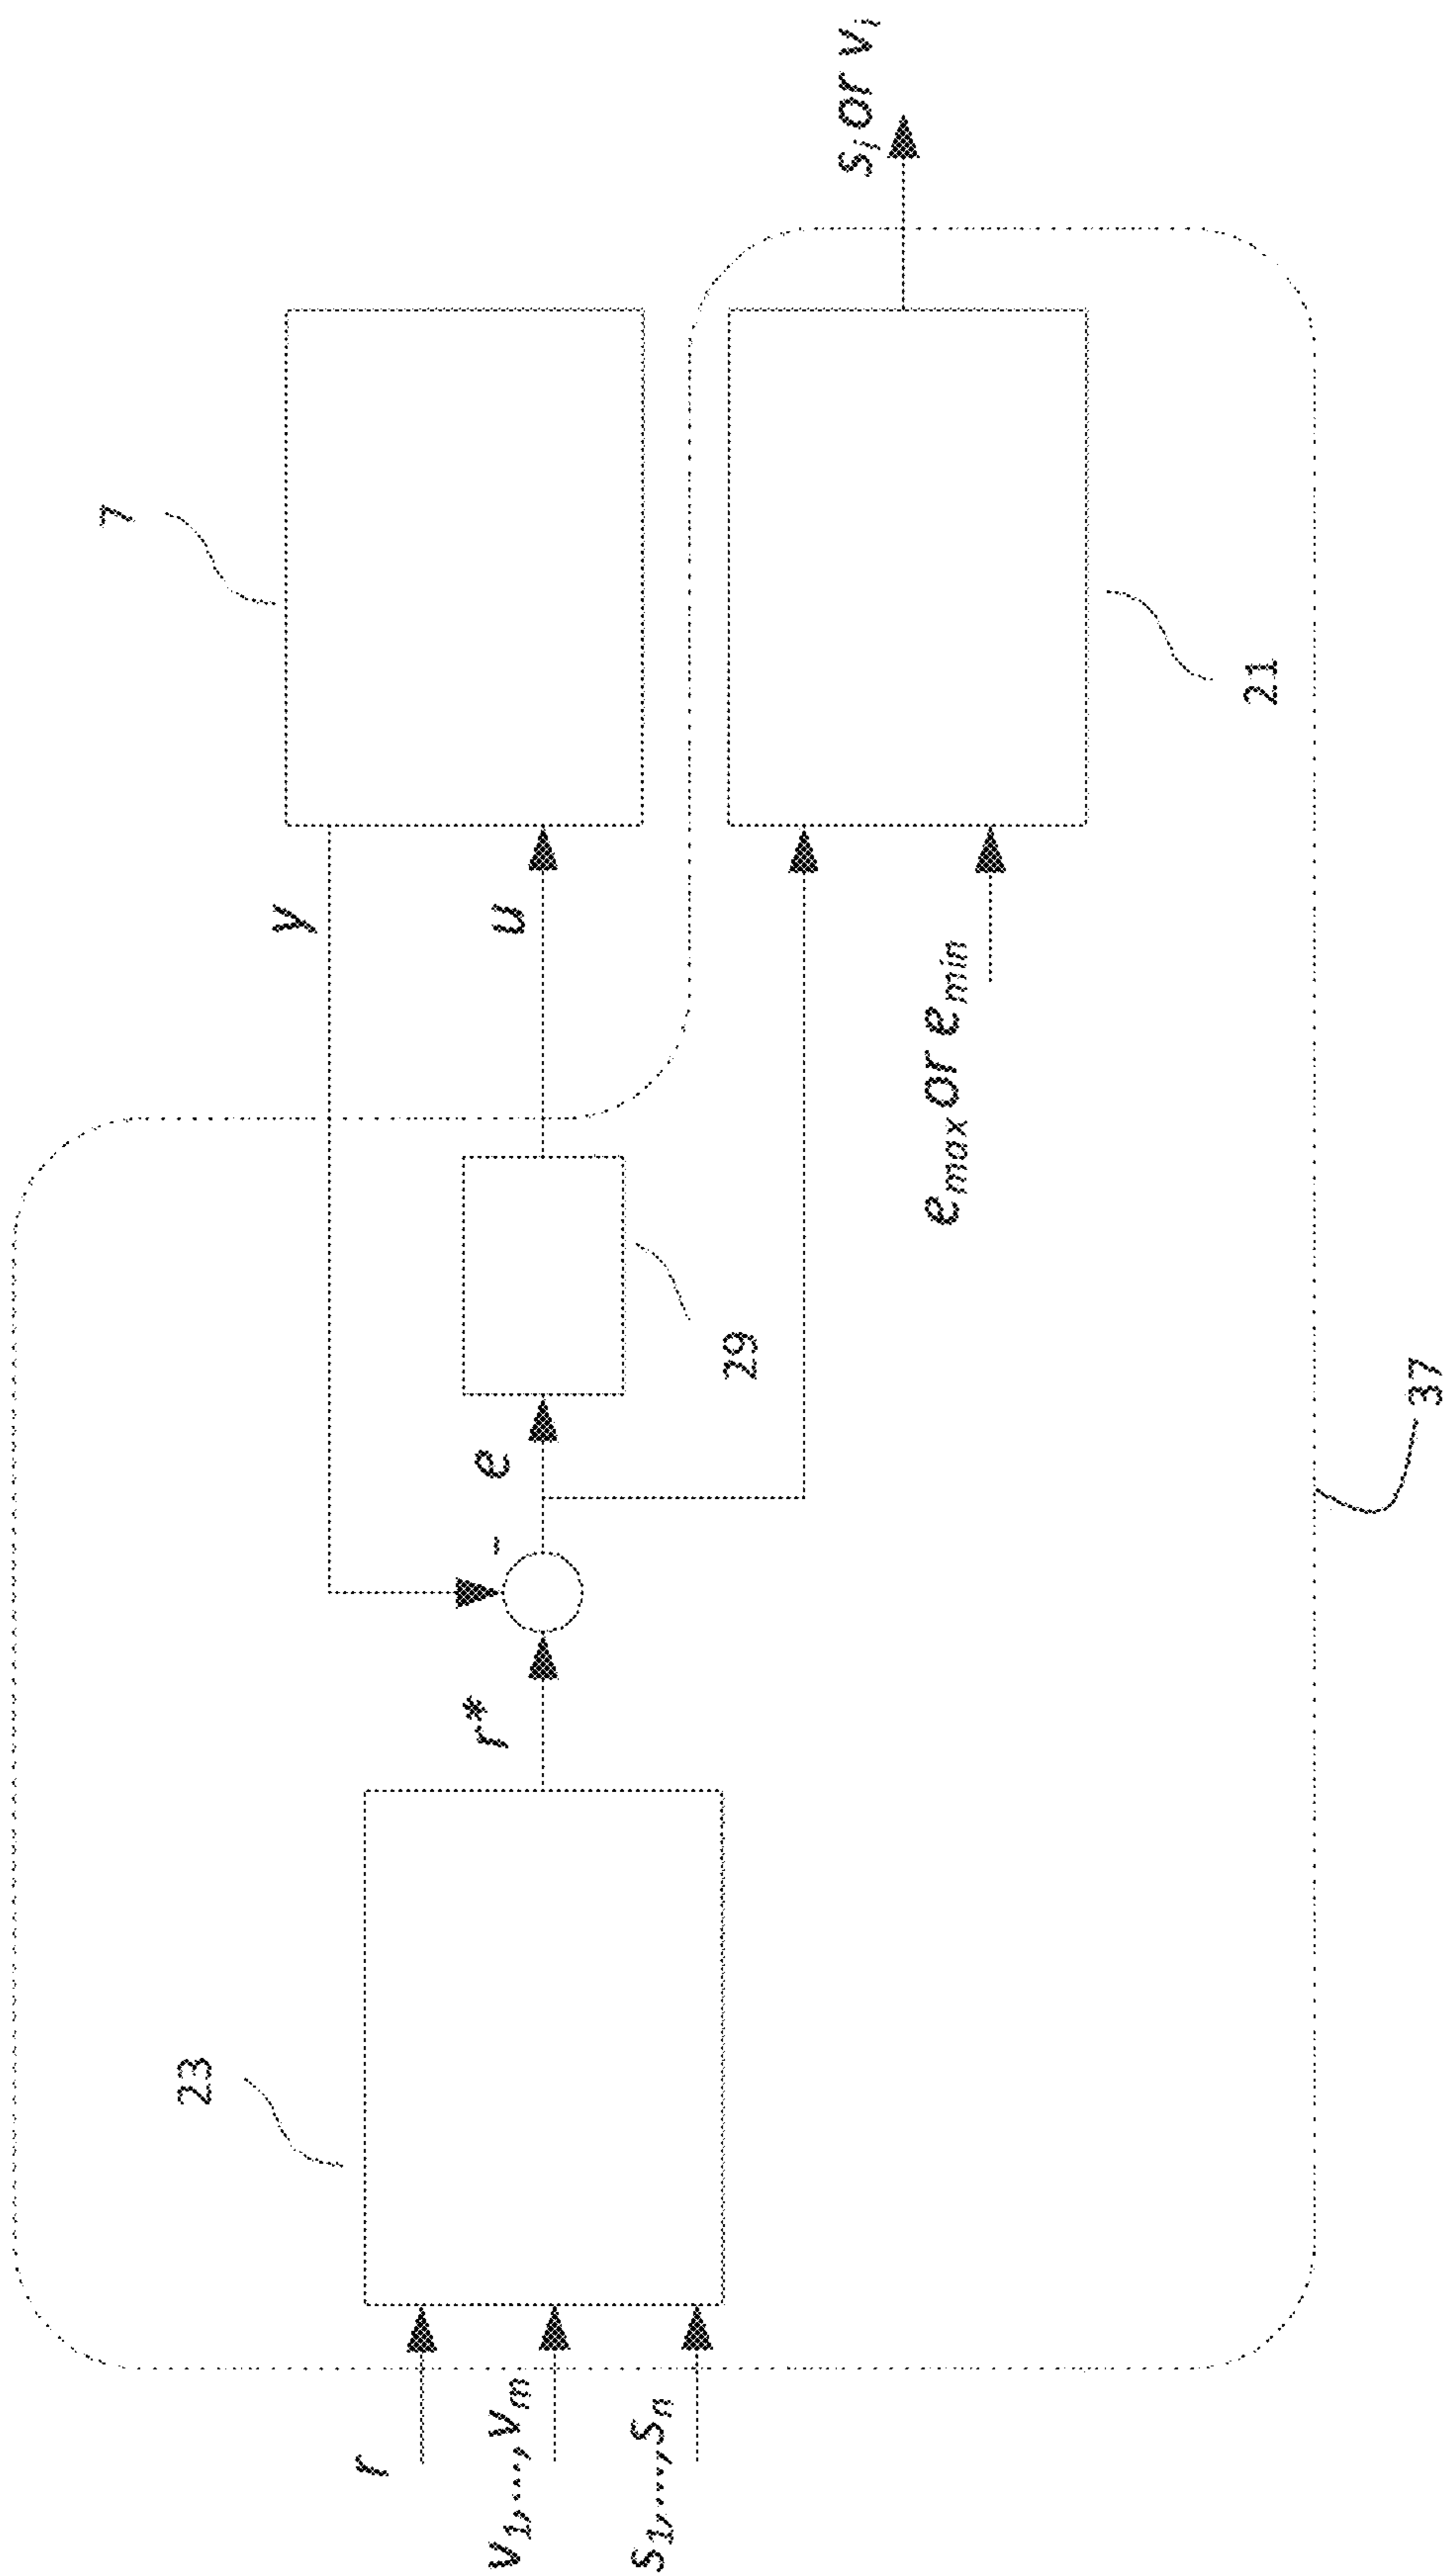 7
s_i or v_i
y
u
21
e_max or e_min
29
e
-
r*
37
23
r
v_1,...,v_m
s_1,...,s_n